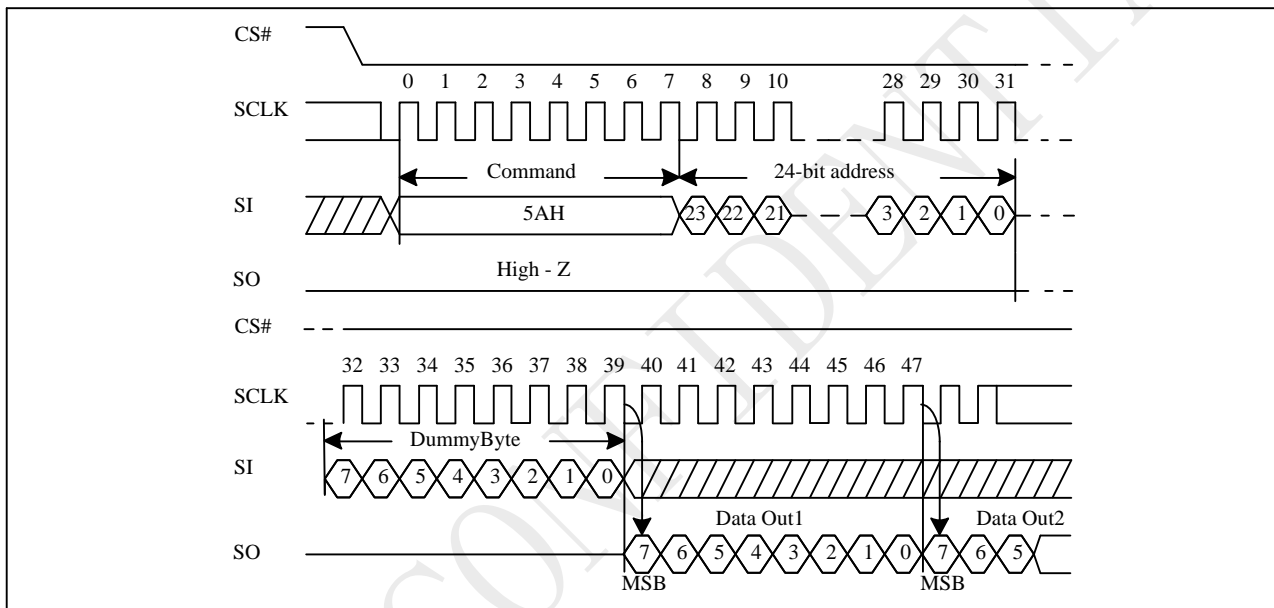 CS#
0 1 2 3 4 5 6 7 8 9 10 28 29 30 31
SCLK
Command 24-bit address
SI 5AH 23 22 21 3 2 1 0
High - Z
SO
CS#
32 33 34 35 36 37 38 39 40 41 42 43 44 45 46 47
SCLK
DummyByte
SI 7 6 5 4 3 2 1 0
Data Out1 Data Out2
SO 7 6 5 4 3 2 1 0 7 6 5
MSB MSB
CONFIDENTIA